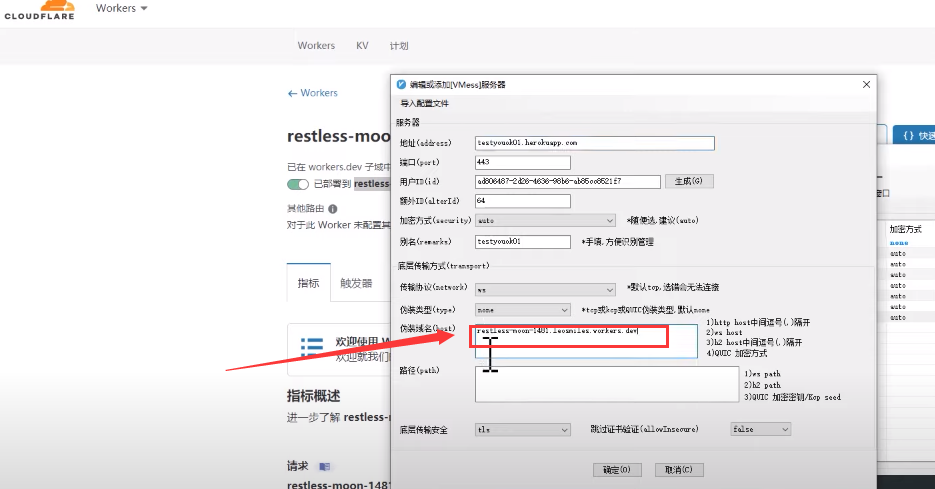 CLOUDFLARE
Workers
Workers KV 计划
← Workers
restless-moo
已在 workers.dev 子域中
已部署到 restless-
其他路由
对于此 Worker 未配置其
指标 触发器
欢迎使用 W
欢迎就我们
指标概述
进一步了解 restless-
请求
restless-moon-1481
编辑或添加[VMess]服务器
导入配置文件
服务器
地址(address) testyouok01.herokuapp.com
端口(port) 443
用户ID(id) ad806487-2d26-4636-98b6-ab85cc8521f7 生成(G)
额外ID(alterId) 64
加密方式(security) auto *随便选,建议(auto)
别名(remarks) testyouok01 *手填,方便识别管理
底层传输方式(transport)
传输协议(network) ws *默认tcp,选错会无法连接
伪装类型(type) none *tcp或kcp或QUIC伪装类型,默认none
伪装域名(host) restless-moon-1481.leosmiles.workers.dev
1)http host中间逗号(,)隔开
2)ws host
3)h2 host中间逗号(,)隔开
4)QUIC 加密方式
路径(path)
1)ws path
2)h2 path
3)QUIC 加密密钥/Kcp seed
底层传输安全 tls 跳过证书验证(allowInsecure) false
确定(O) 取消(C)
{} 快速
加密方式
none
auto
auto
auto
auto
auto
auto
auto